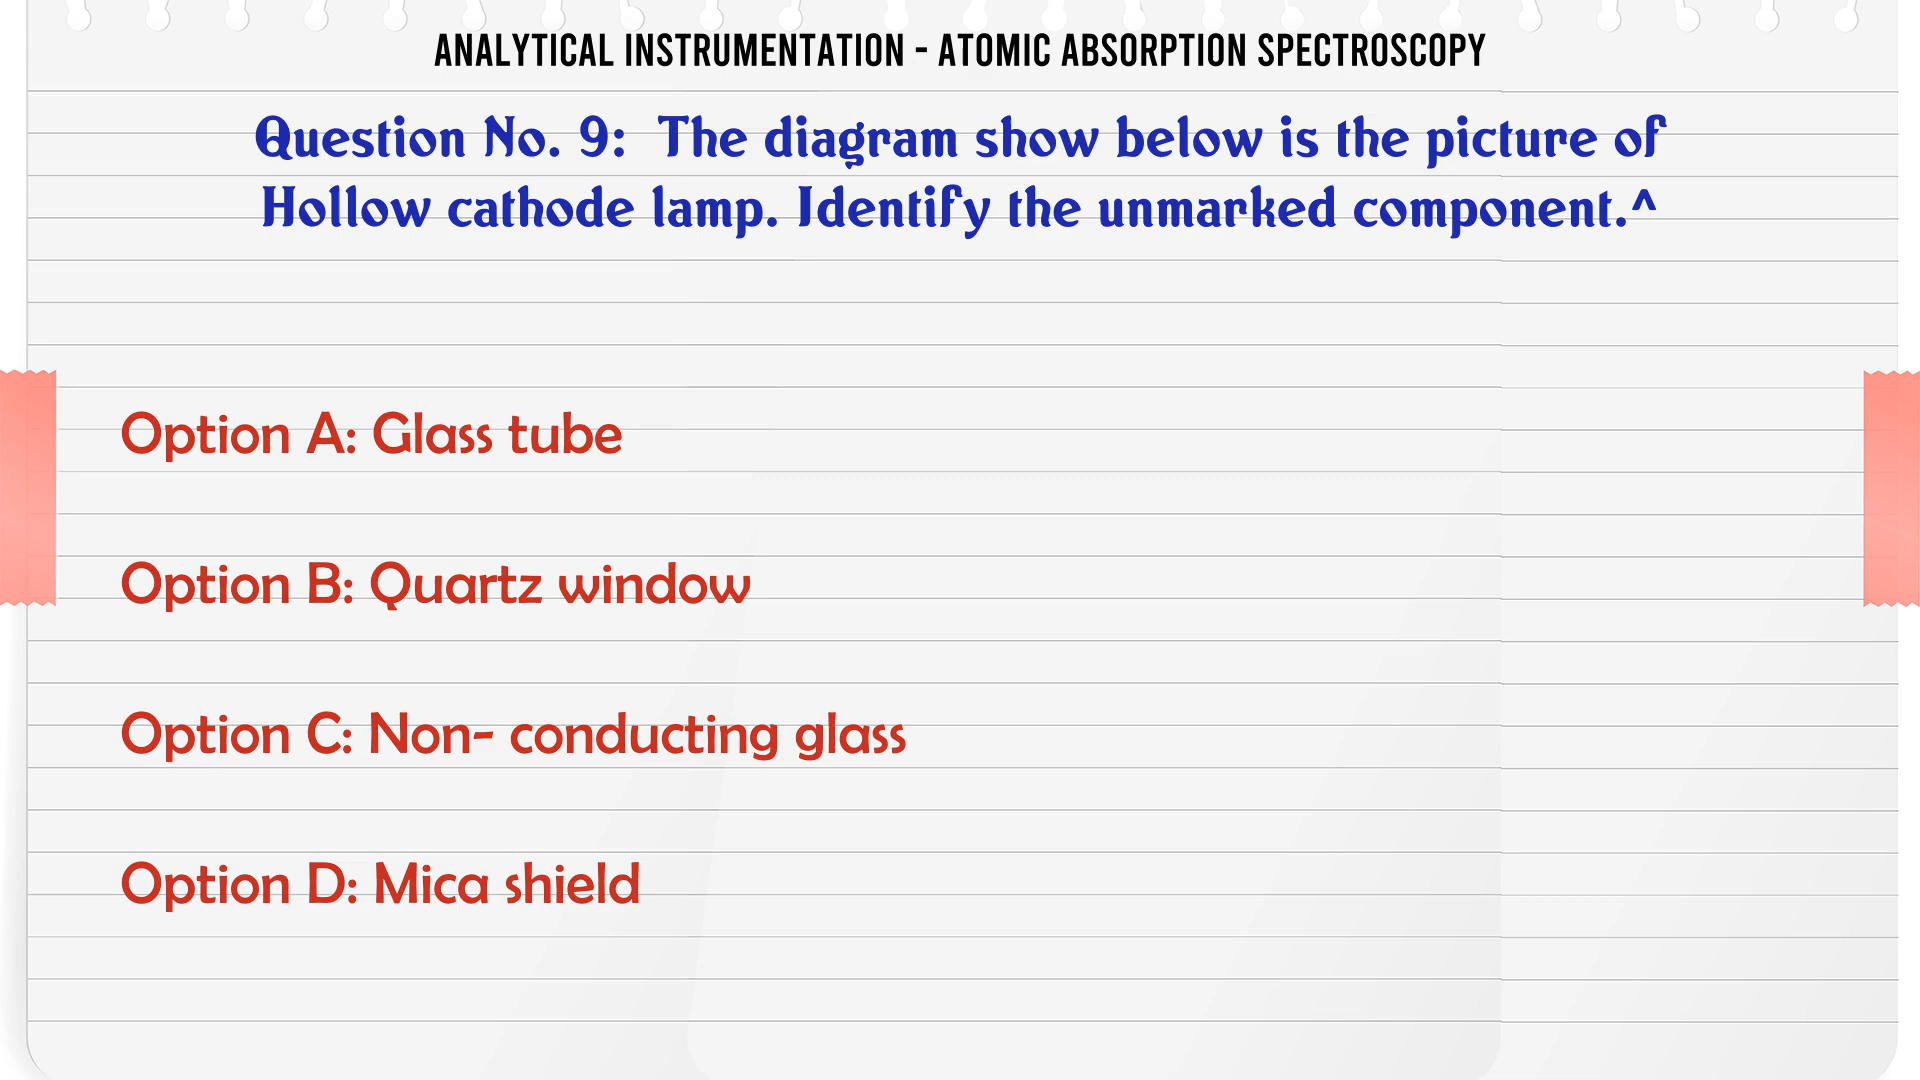 ANALYTICAL INSTRUMENTATION - ATOMIC ABSORPTION SPECTROSCOPY
Question No. 9:  The diagram show below is the picture of
Hollow cathode lamp. Identify the unmarked component.^
Option A: Glass tube
Option B: Quartz window
Option C: Non- conducting glass
Option D: Mica shield